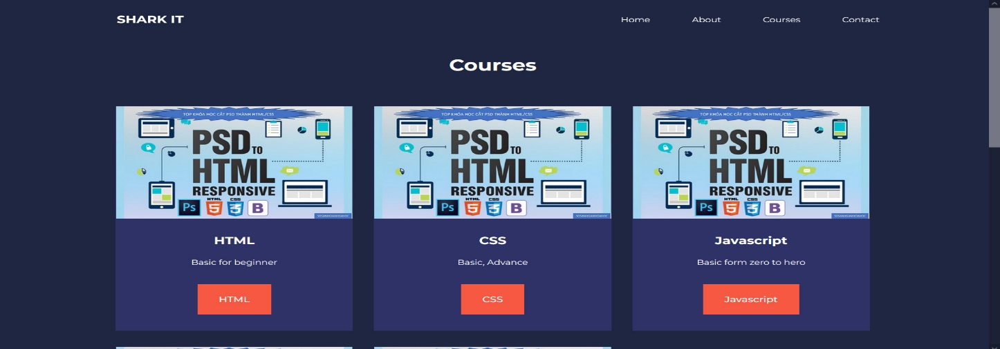 SHARK IT
Home About Courses Contact
Courses
TOP KHÓA HỌC CẮT PSD THÀNH HTML/CSS
PSD TO
HTML
RESPONSIVE
HTML CSS
Ps 5 3 B
HTML
Basic for beginner
HTML
TOP KHÓA HỌC CẮT PSD THÀNH HTML/CSS
PSD TO
HTML
RESPONSIVE
HTML CSS
Ps 5 3 B
CSS
Basic, Advance
CSS
TOP KHÓA HỌC CẮT PSD THÀNH HTML/CSS
PSD TO
HTML
RESPONSIVE
HTML CSS
Ps 5 3 B
Javascript
Basic form zero to hero
Javascript